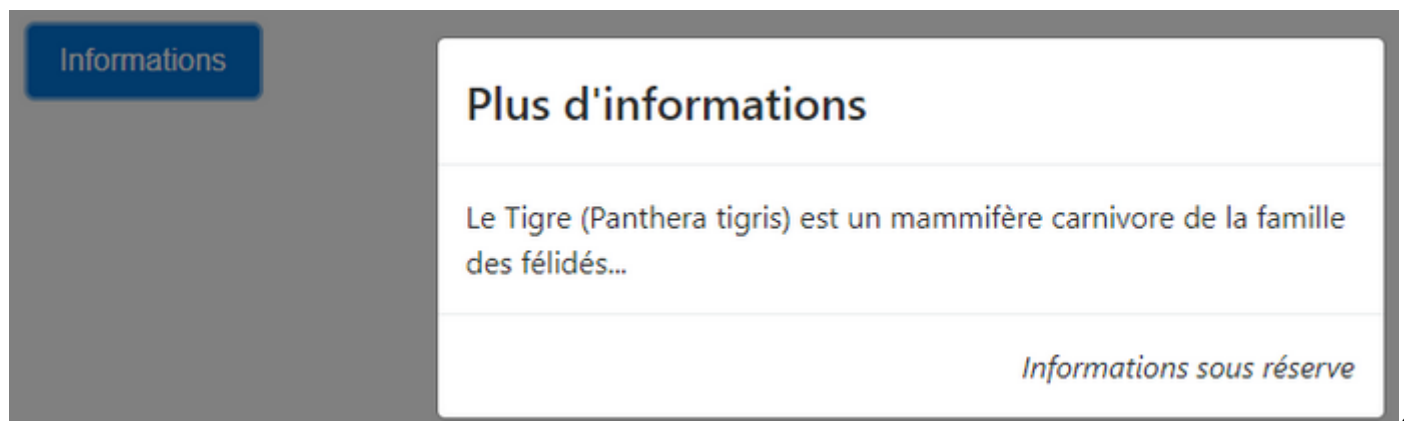 Informations
Plus d'informations
Le Tigre (Panthera tigris) est un mammifère carnivore de la famille
des félidés...
Informations sous réserve